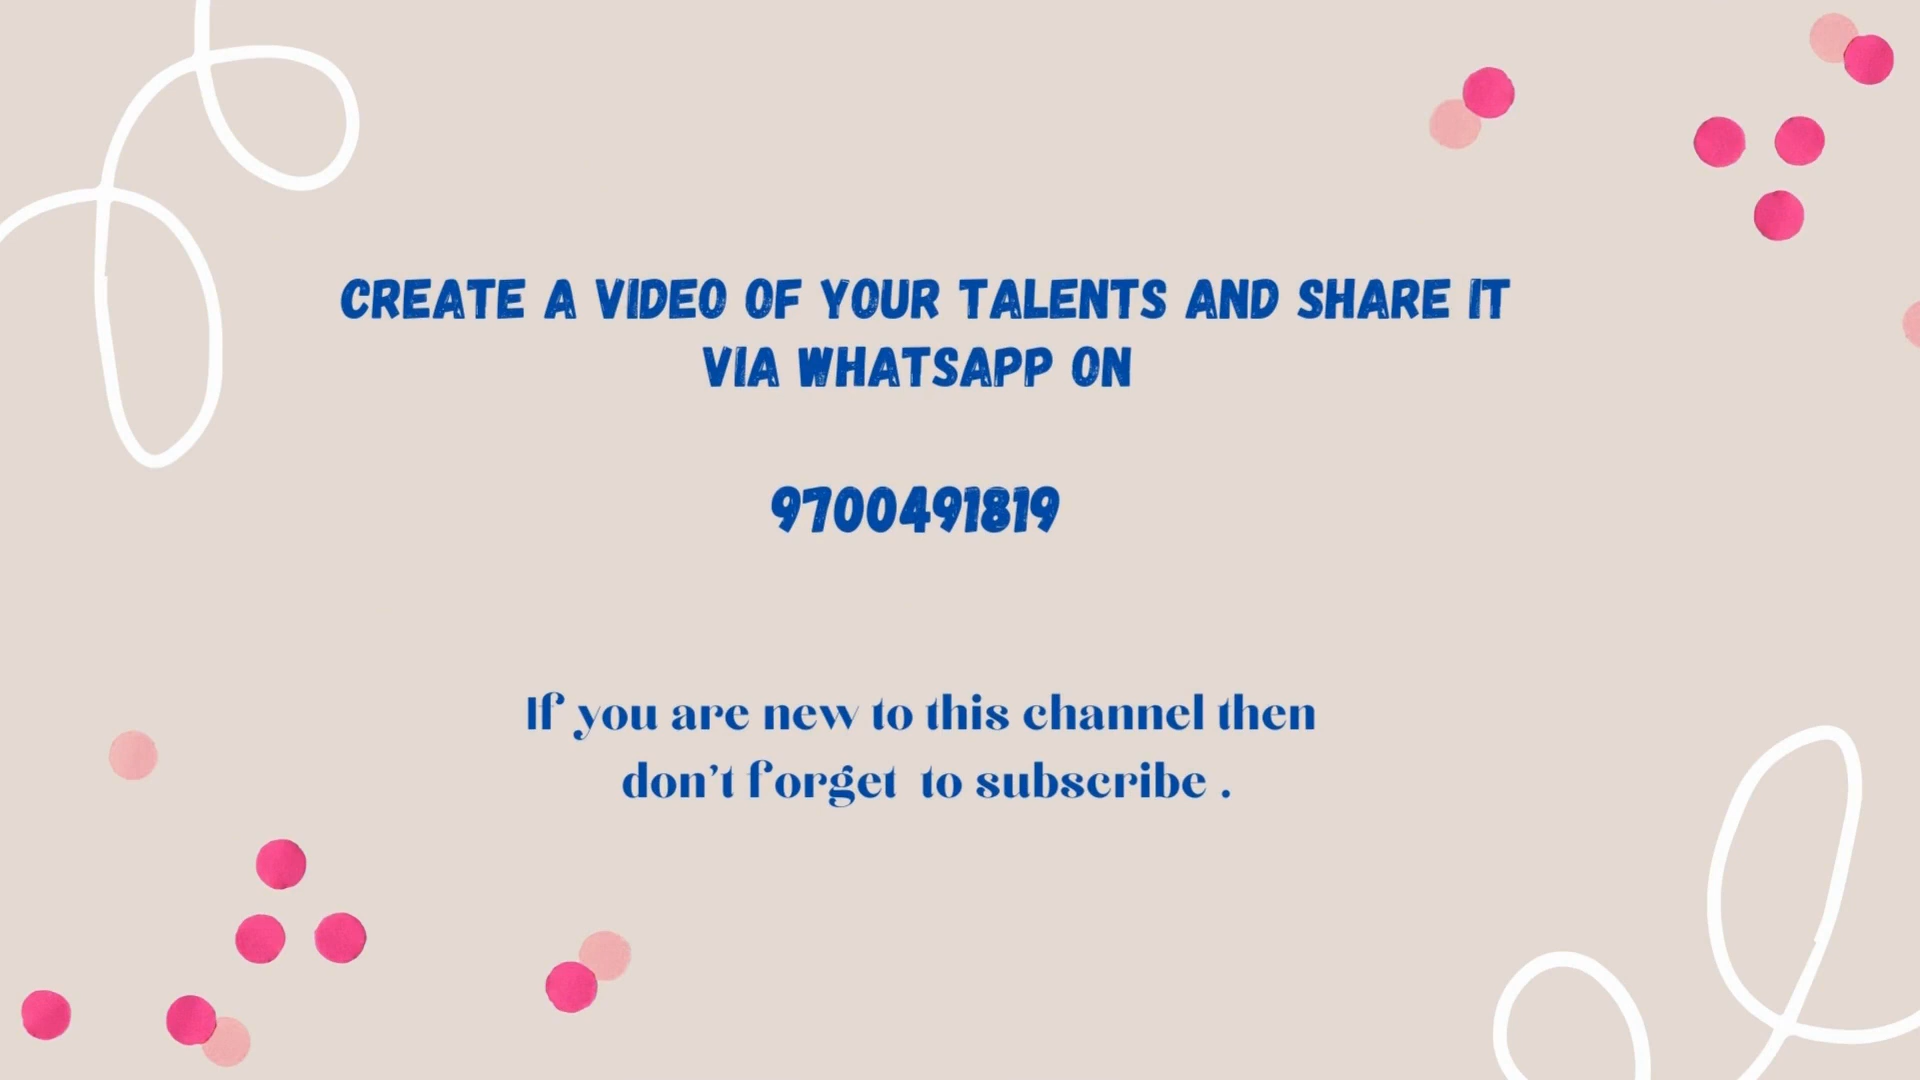 CREATE A VIDEO OF YOUR TALENTS AND SHARE IT
VIA WHATSAPP ON
9700491819
If you are new to this channel then
don't forget to subscribe .